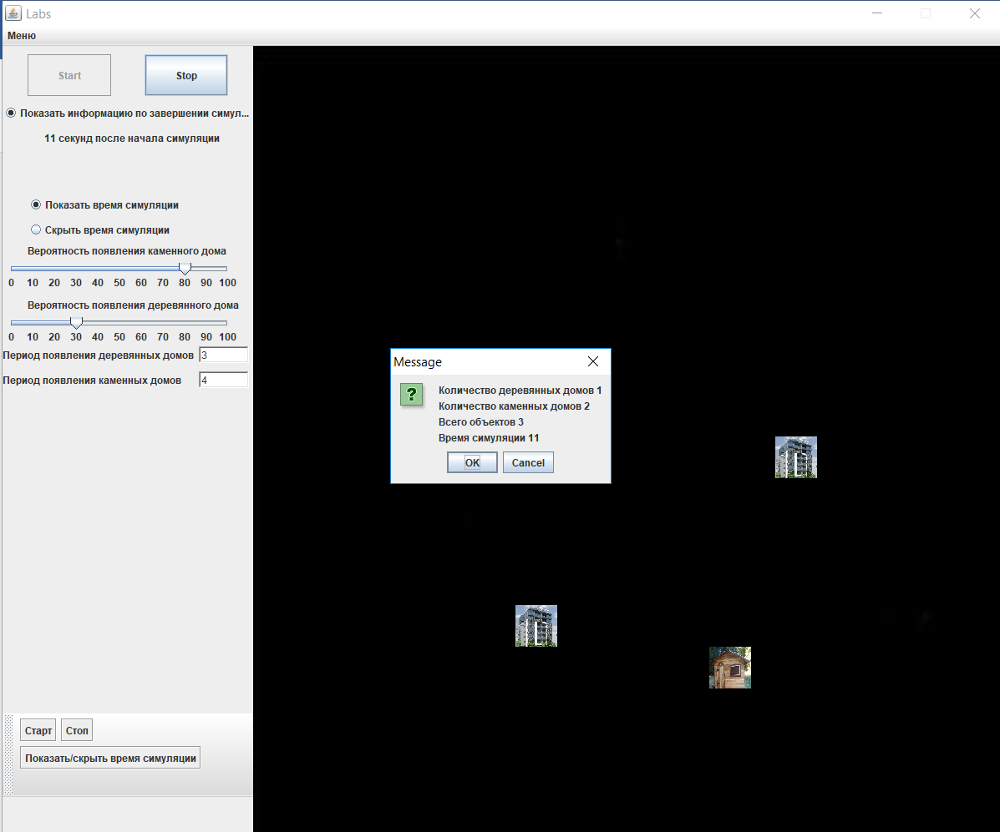 Labs
Меню
Start Stop
Показать информацию по завершении симул...
11 секунд после начала симуляции
Показать время симуляции
Скрыть время симуляции
Вероятность появления каменного дома
0 10 20 30 40 50 60 70 80 90 100
Вероятность появления деревянного дома
0 10 20 30 40 50 60 70 80 90 100
Период появления деревянных домов 3
Период появления каменных домов 4
Message
?
Количество деревянных домов 1
Количество каменных домов 2
Всего объектов 3
Время симуляции 11
OK Cancel
Старт Стоп
Показать/скрыть время симуляции